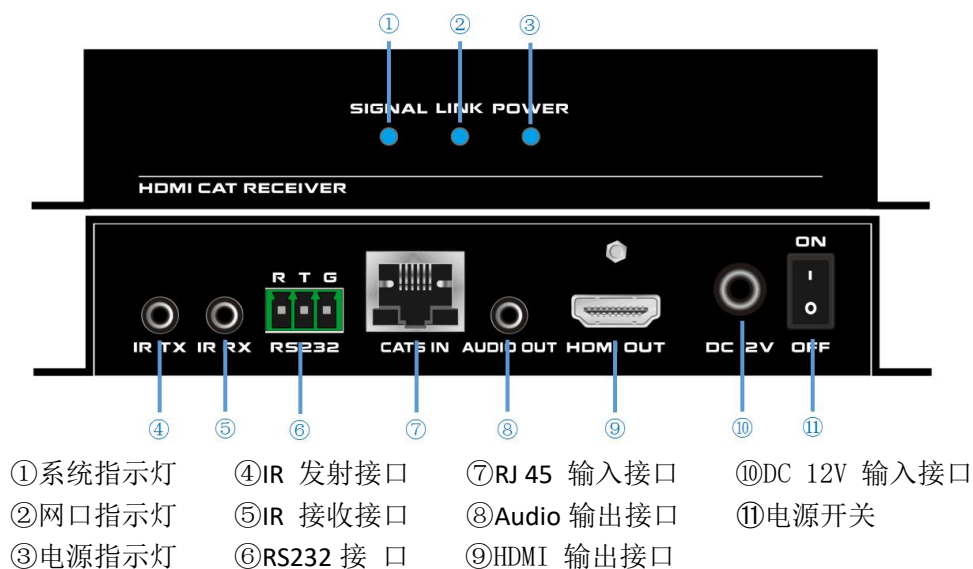 ① ② ③
SIGNAL LINK POWER
HDMI CAT RECEIVER
ON
R T G
I
O
IR TX IR RX RS232 CAT5 IN AUDIO OUT HDMI OUT DC 12V OFF
④ ⑤ ⑥ ⑦ ⑧ ⑨ ⑩ ⑪
①系统指示灯 ④IR 发射接口 ⑦RJ 45 输入接口 ⑩DC 12V 输入接口
②网口指示灯 ⑤IR 接收接口 ⑧Audio 输出接口 ⑪电源开关
③电源指示灯 ⑥RS232 接 口 ⑨HDMI 输出接口